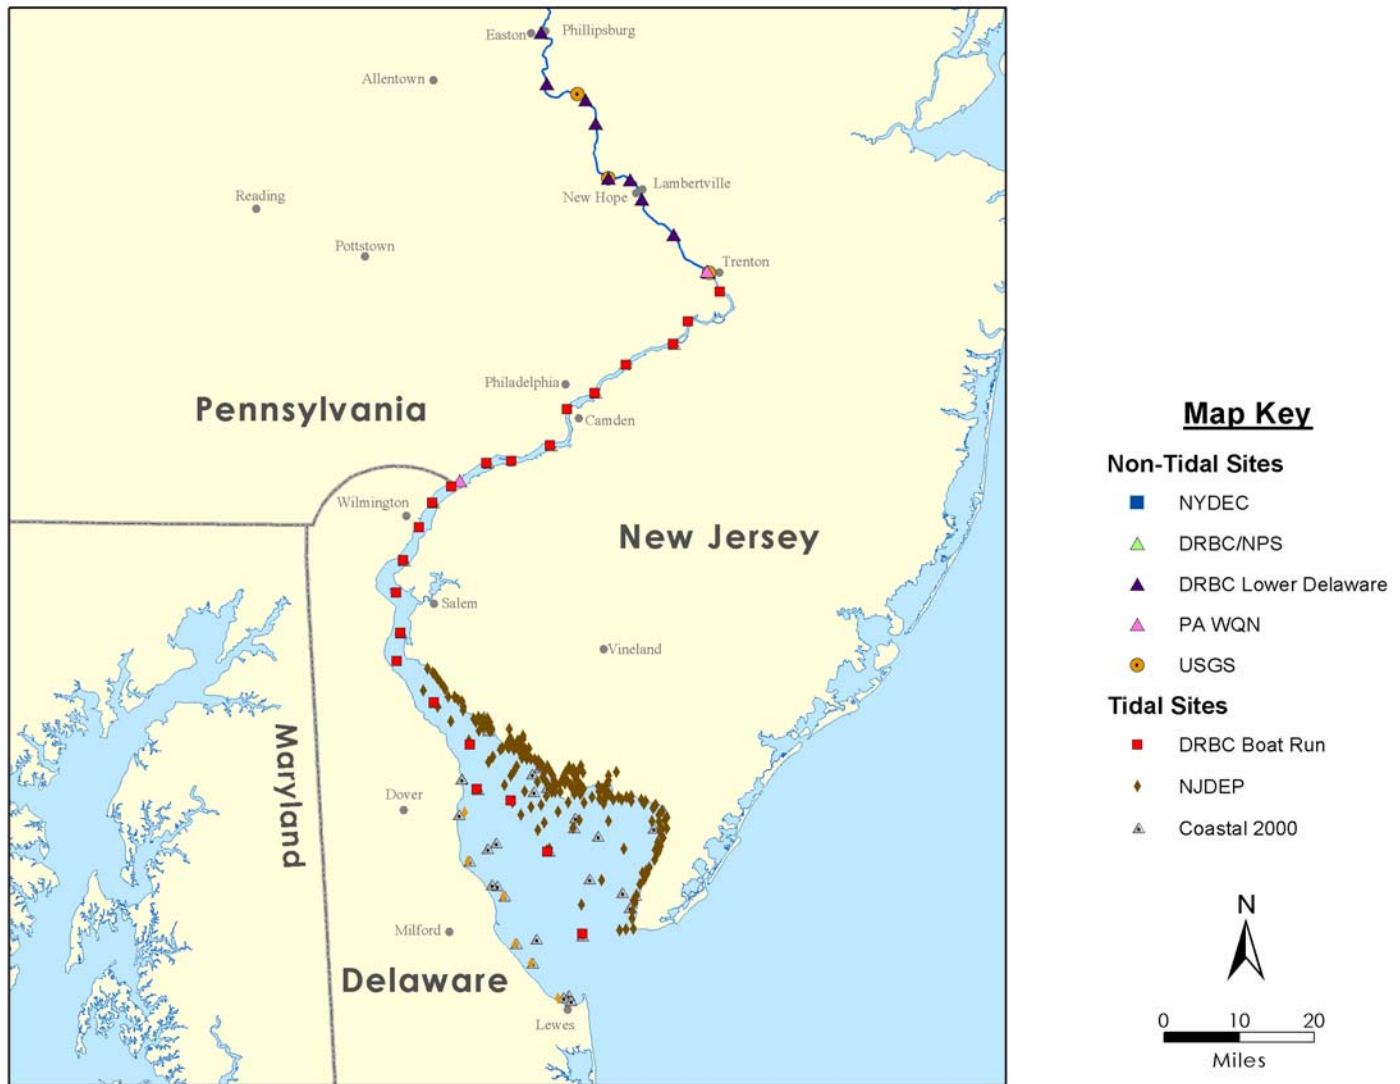 Easton
Phillipsburg
Allentown
Reading
Lambertville
New Hope
Pottstown
Trenton
Philadelphia
Pennsylvania
Camden
Wilmington
New Jersey
Salem
Vineland
Maryland
Dover
Milford
Delaware
Lewes
Map Key
Non-Tidal Sites
NYDEC
DRBC/NPS
DRBC Lower Delaware
PA WQN
USGS
Tidal Sites
DRBC Boat Run
NJDEP
Coastal 2000
N
0 10 20
Miles